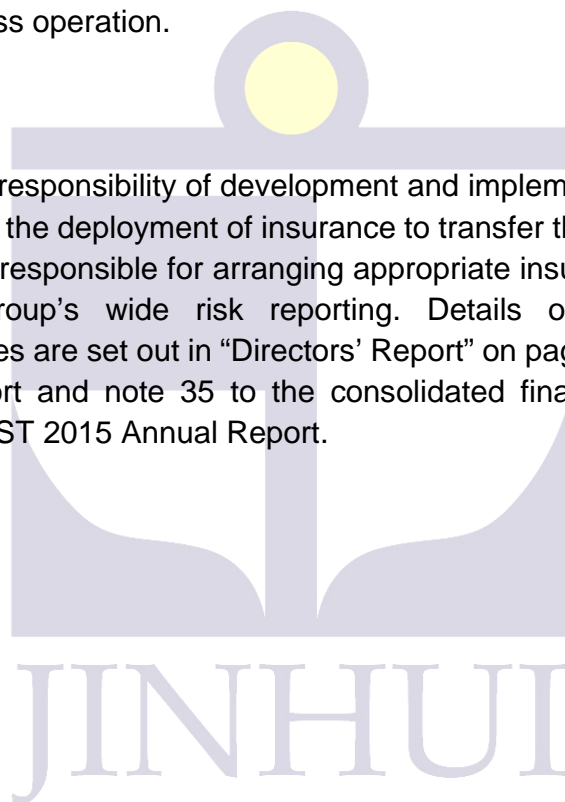 ss operation.
responsibility of development and implem
the deployment of insurance to transfer th
responsible for arranging appropriate insu
roup's wide risk reporting. Details o
es are set out in “Directors' Report” on pag
ort and note 35 to the consolidated fina
ST 2015 Annual Report.
JINHUI